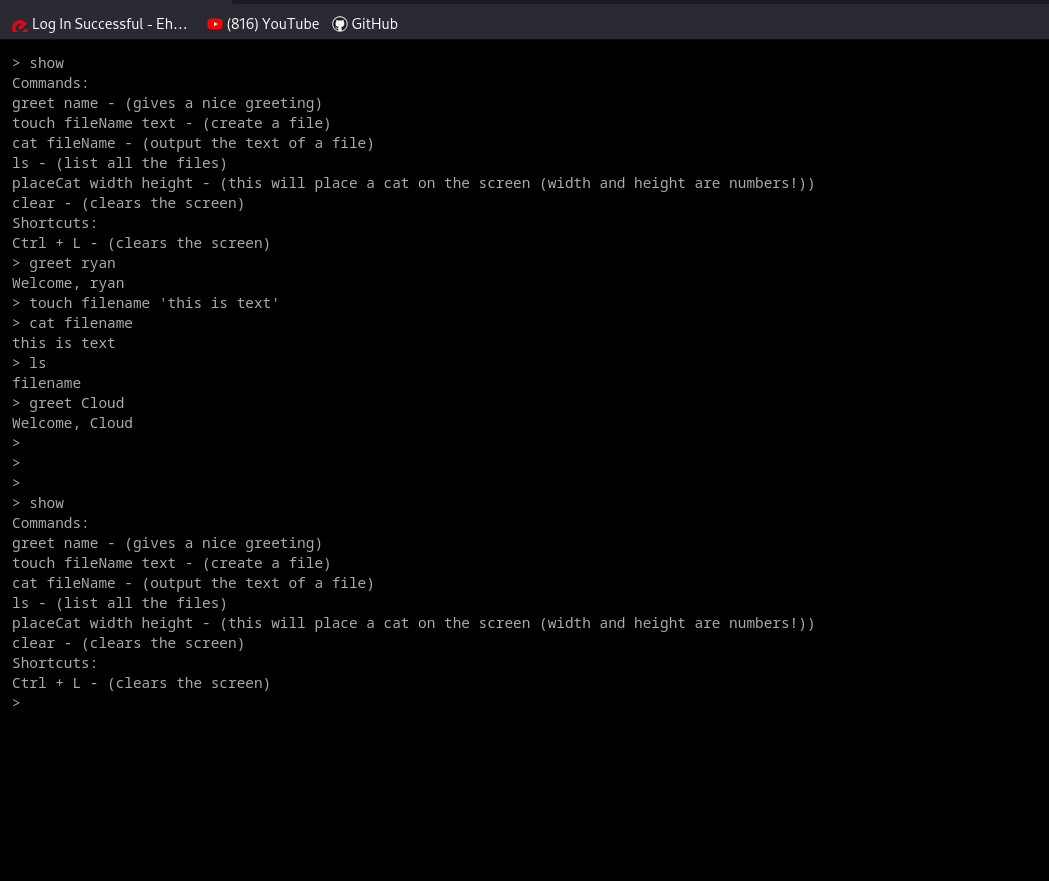 Log In Successful - Eh... (816) YouTube GitHub
> show
Commands:
greet name - (gives a nice greeting)
touch fileName text - (create a file)
cat fileName - (output the text of a file)
ls - (list all the files)
placeCat width height - (this will place a cat on the screen (width and height are numbers!))
clear - (clears the screen)
Shortcuts:
Ctrl + L - (clears the screen)
> greet ryan
Welcome, ryan
> touch filename 'this is text'
> cat filename
this is text
> ls
filename
> greet Cloud
Welcome, Cloud
>
>
>
> show
Commands:
greet name - (gives a nice greeting)
touch fileName text - (create a file)
cat fileName - (output the text of a file)
ls - (list all the files)
placeCat width height - (this will place a cat on the screen (width and height are numbers!))
clear - (clears the screen)
Shortcuts:
Ctrl + L - (clears the screen)
>